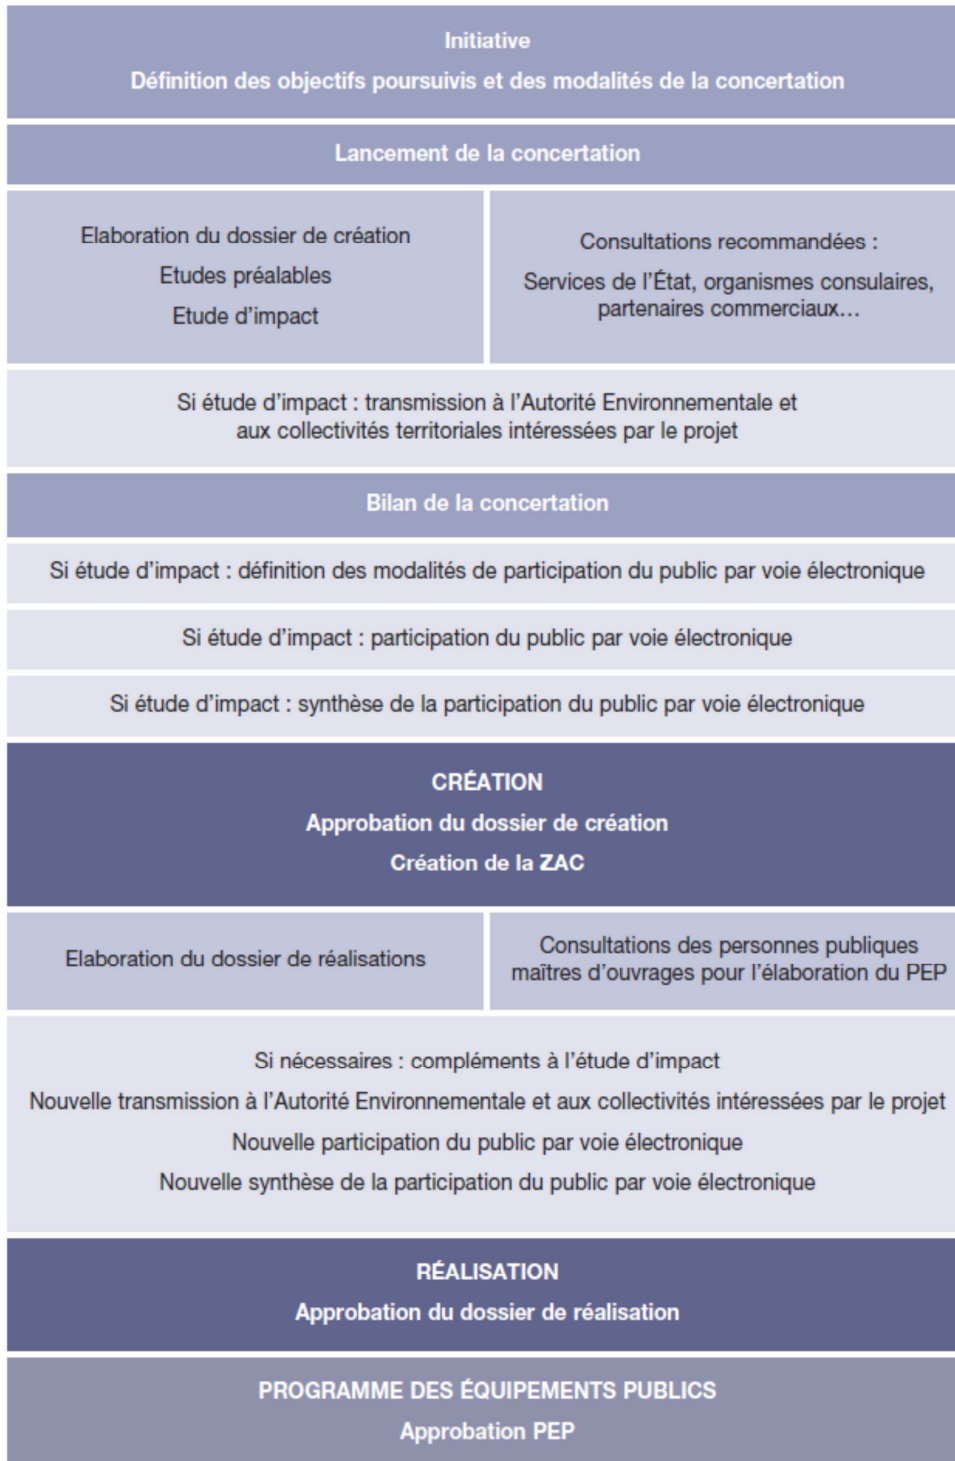 Initiative
Définition des objectifs poursuivis et des modalités de la concertation
Lancement de la concertation
Elaboration du dossier de création
Etudes préalables
Etude d'impact
Consultations recommandées :
Services de l'État, organismes consulaires,
partenaires commerciaux…
Si étude d'impact : transmission à l'Autorité Environnementale et
aux collectivités territoriales intéressées par le projet
Bilan de la concertation
Si étude d'impact : définition des modalités de participation du public par voie électronique
Si étude d'impact : participation du public par voie électronique
Si étude d'impact : synthèse de la participation du public par voie électronique
CRÉATION
Approbation du dossier de création
Création de la ZAC
Elaboration du dossier de réalisations
Consultations des personnes publiques
maîtres d'ouvrages pour l'élaboration du PEP
Si nécessaires : compléments à l'étude d'impact
Nouvelle transmission à l'Autorité Environnementale et aux collectivités intéressées par le projet
Nouvelle participation du public par voie électronique
Nouvelle synthèse de la participation du public par voie électronique
RÉALISATION
Approbation du dossier de réalisation
PROGRAMME DES ÉQUIPEMENTS PUBLICS
Approbation PEP